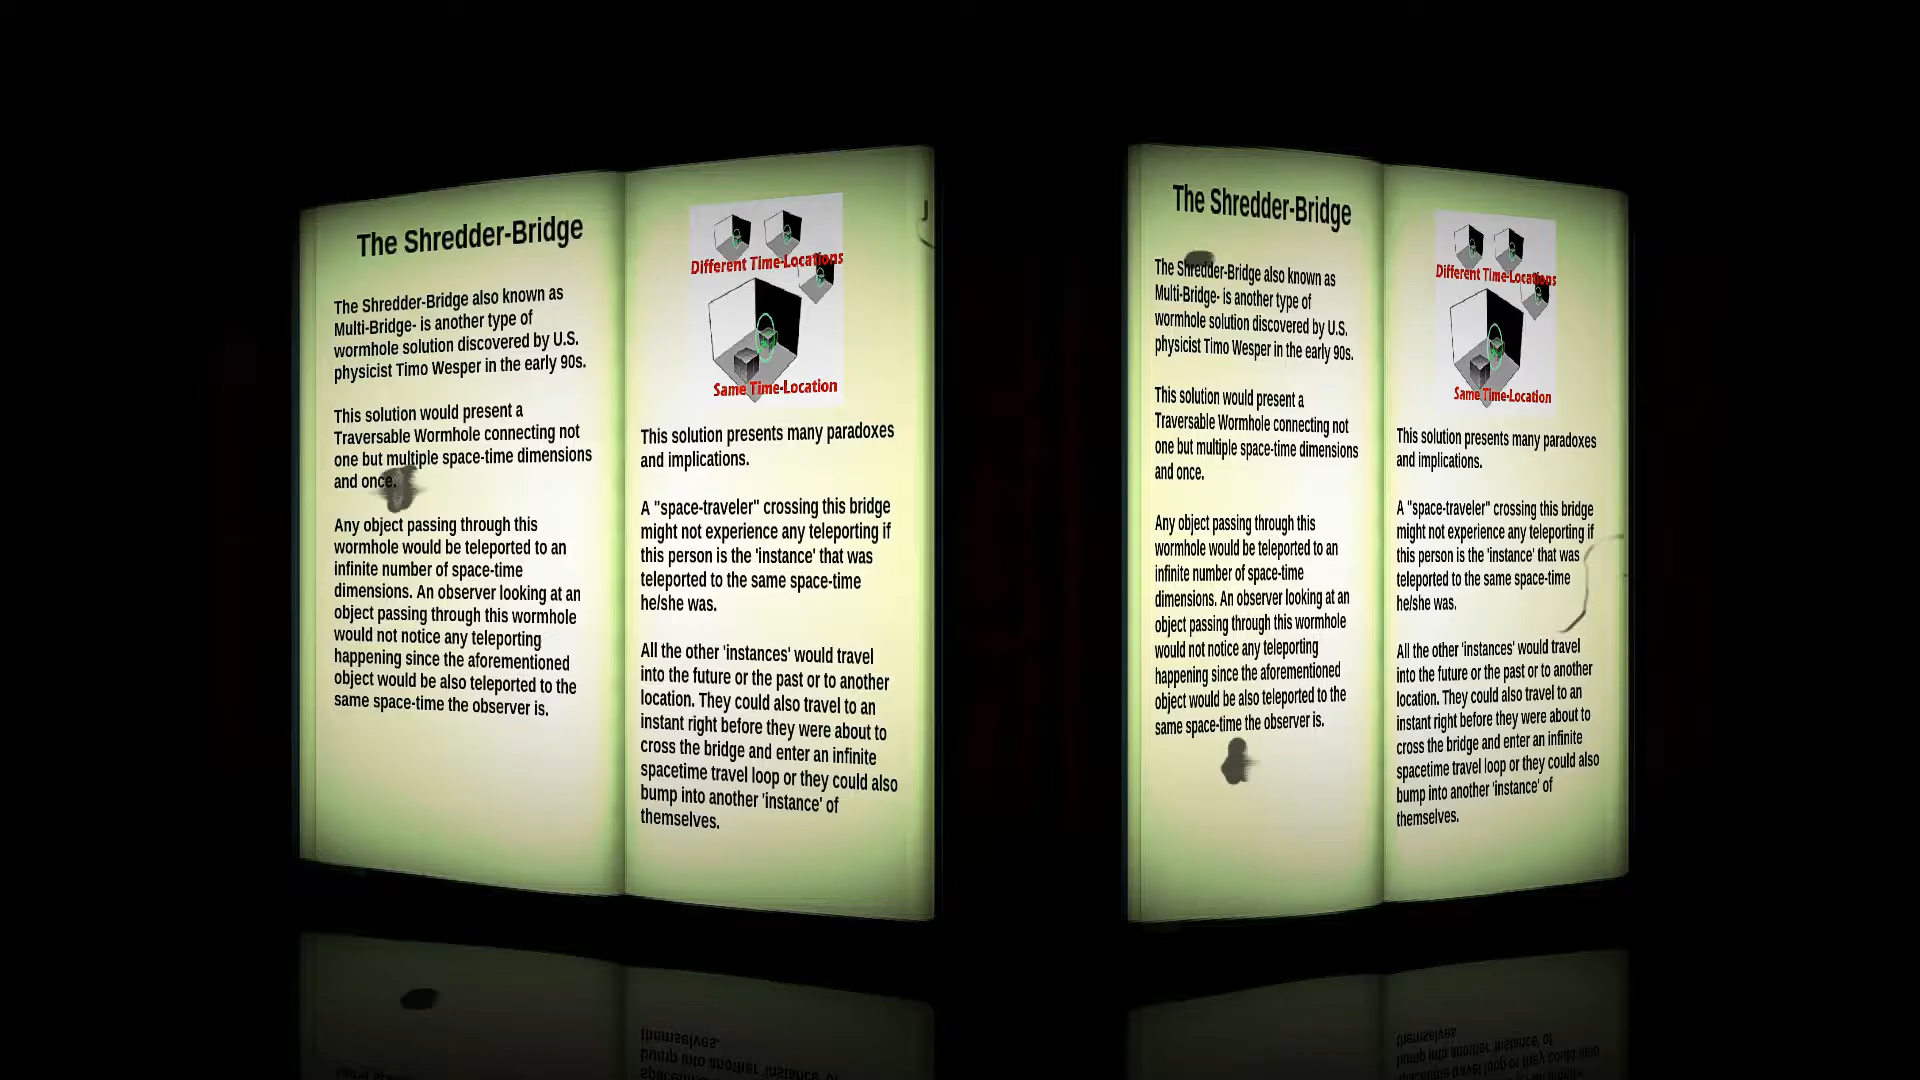 The Shredder-Bridge
The Shredder-Bridge also known as
Multi-Bridge- is another type of
wormhole solution discovered by U.S.
physicist Timo Wesper in the early 90s.
This solution would present a
Traversable Wormhole connecting not
one but multiple space-time dimensions
and once.
Any object passing through this
wormhole would be teleported to an
infinite number of space-time
dimensions. An observer looking at an
object passing through this wormhole
would not notice any teleporting
happening since the aforementioned
object would be also teleported to the
same space-time the observer is.
Different Time-Locations
Same Time-Location
This solution presents many paradoxes
and implications.
A "space-traveler" crossing this bridge
might not experience any teleporting if
this person is the 'instance' that was
teleported to the same space-time
he/she was.
All the other 'instances' would travel
into the future or the past or to another
location. They could also travel to an
instant right before they were about to
cross the bridge and enter an infinite
spacetime travel loop or they could also
bump into another 'instance' of
themselves.
The Shredder-Bridge
The Shredder-Bridge also known as
Multi-Bridge- is another type of
wormhole solution discovered by U.S.
physicist Timo Wesper in the early 90s.
This solution would present a
Traversable Wormhole connecting not
one but multiple space-time dimensions
and once.
Any object passing through this
wormhole would be teleported to an
infinite number of space-time
dimensions. An observer looking at an
object passing through this wormhole
would not notice any teleporting
happening since the aforementioned
object would be also teleported to the
same space-time the observer is.
Different Time-Locations
Same Time-Location
This solution presents many paradoxes
and implications.
A "space-traveler" crossing this bridge
might not experience any teleporting if
this person is the 'instance' that was
teleported to the same space-time
he/she was.
All the other 'instances' would travel
into the future or the past or to another
location. They could also travel to an
instant right before they were about to
cross the bridge and enter an infinite
spacetime travel loop or they could also
bump into another 'instance' of
themselves.